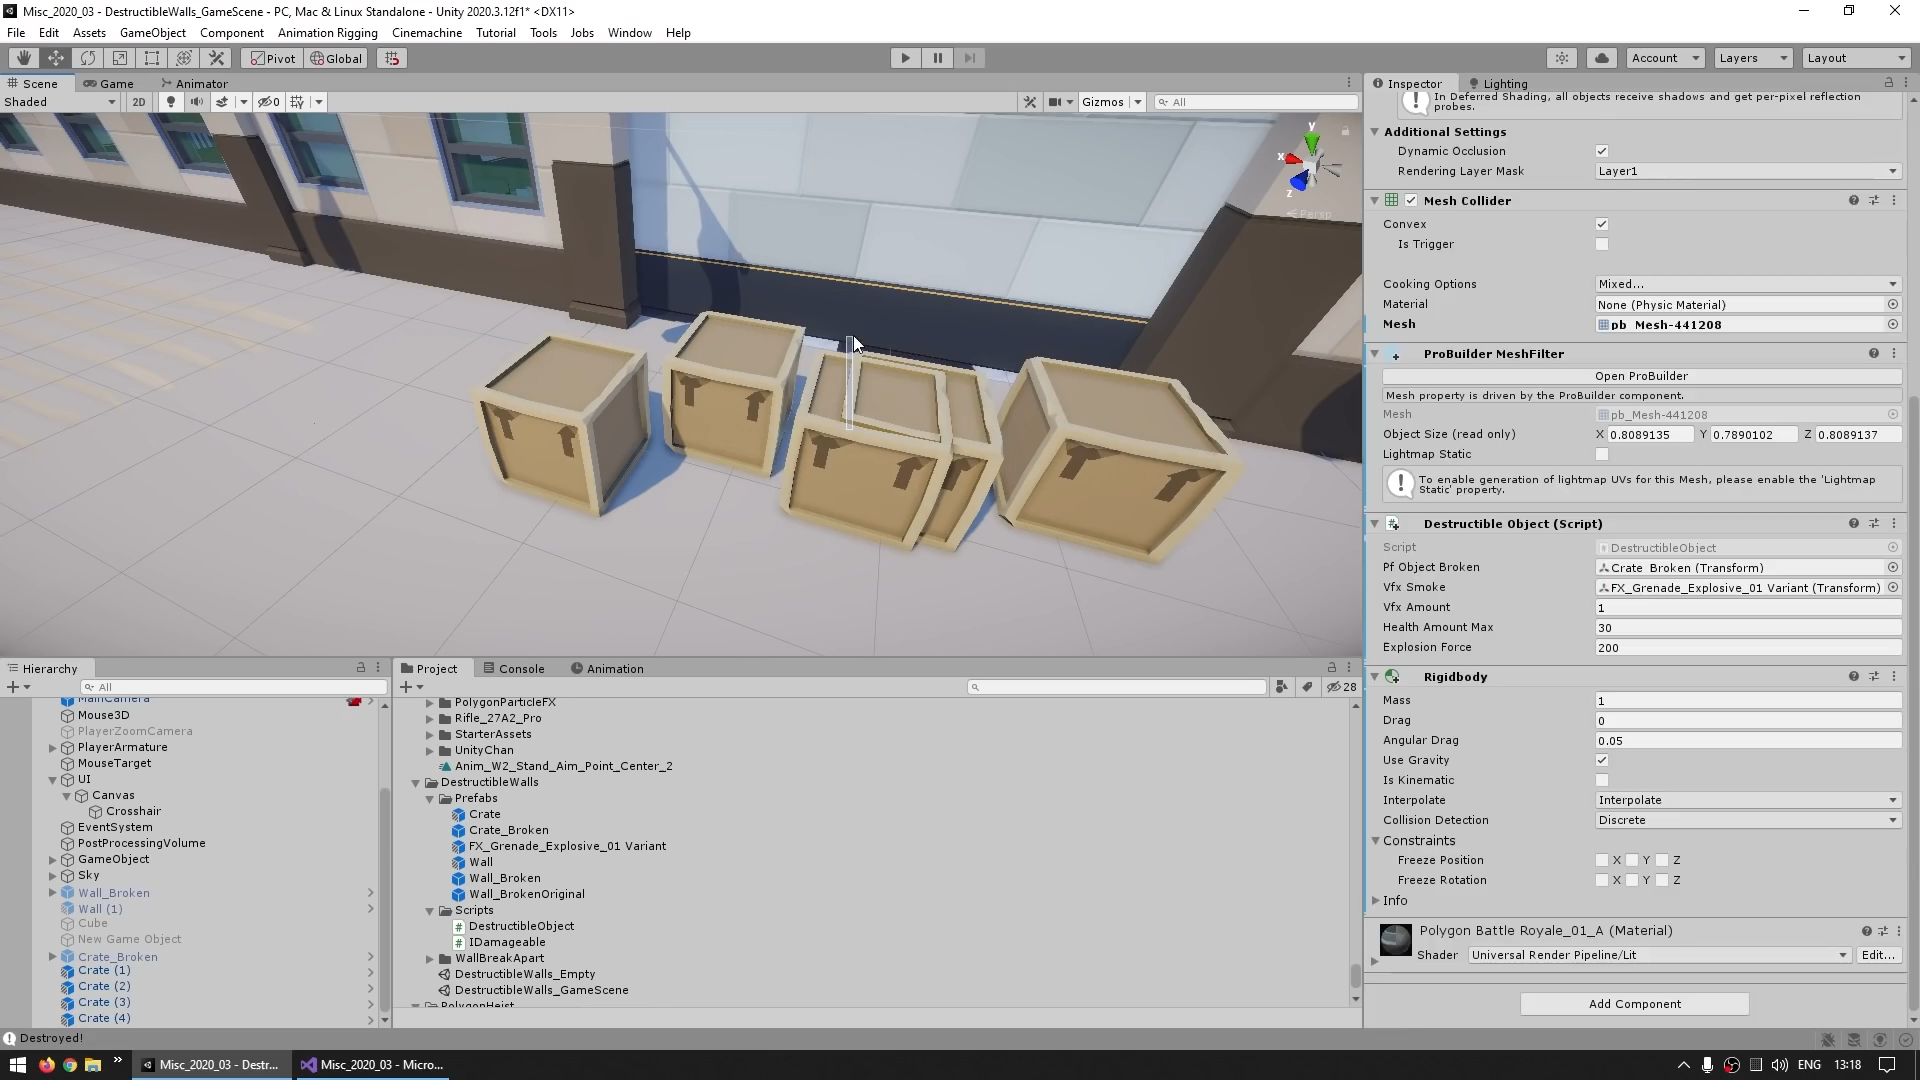 Misc_2020_03 - DestructibleWalls_GameScene - PC, Mac & Linux Standalone - Unity 2020.3.12f1* <DX11>
File Edit Assets GameObject Component Animation Rigging Cinemachine Tutorial Tools Jobs Window Help
Pivot Global Account Layers Layout
Scene Game Animator
Shaded 2D 0 Gizmos All
y
x
z
Persp
Inspector Lighting
In Deferred Shading, all objects receive shadows and get per-pixel reflection
probes.
Additional Settings
Dynamic Occlusion
Rendering Layer Mask Layer1
Mesh Collider
Convex
Is Trigger
Cooking Options Mixed...
Material None (Physic Material)
Mesh pb_Mesh-441208
ProBuilder MeshFilter
Open ProBuilder
Mesh property is driven by the ProBuilder component.
Mesh pb_Mesh-441208
Object Size (read only) X 0.8089135 Y 0.7890102 Z 0.8089137
Lightmap Static
To enable generation of lightmap UVs for this Mesh, please enable the 'Lightmap
Static' property.
Destructible Object (Script)
Script DestructibleObject
Pf Object Broken Crate_Broken (Transform)
Vfx Smoke FX_Grenade_Explosive_01 Variant (Transform)
Vfx Amount 1
Health Amount Max 30
Explosion Force 200
Rigidbody
Mass 1
Drag 0
Angular Drag 0.05
Use Gravity
Is Kinematic
Interpolate Interpolate
Collision Detection Discrete
Constraints
Freeze Position X Y Z
Freeze Rotation X Y Z
Info
Polygon Battle Royale_01_A (Material)
Shader Universal Render Pipeline/Lit Edit...
Add Component
Hierarchy
All
MainCamera
Mouse3D
PlayerZoomCamera
PlayerArmature
MouseTarget
UI
Canvas
Crosshair
EventSystem
PostProcessingVolume
GameObject
Sky
Wall_Broken
Wall (1)
Cube
New Game Object
Crate_Broken
Crate (1)
Crate (2)
Crate (3)
Crate (4)
Project Console Animation
28
PolygonParticleFX
Rifle_27A2_Pro
StarterAssets
UnityChan
Anim_W2_Stand_Aim_Point_Center_2
DestructibleWalls
Prefabs
Crate
Crate_Broken
FX_Grenade_Explosive_01 Variant
Wall
Wall_Broken
Wall_BrokenOriginal
Scripts
DestructibleObject
IDamageable
WallBreakApart
DestructibleWalls_Empty
DestructibleWalls_GameScene
PolygonHeist
Destroyed!
Misc_2020_03 - Destr... Misc_2020_03 - Micro... ENG 13:18